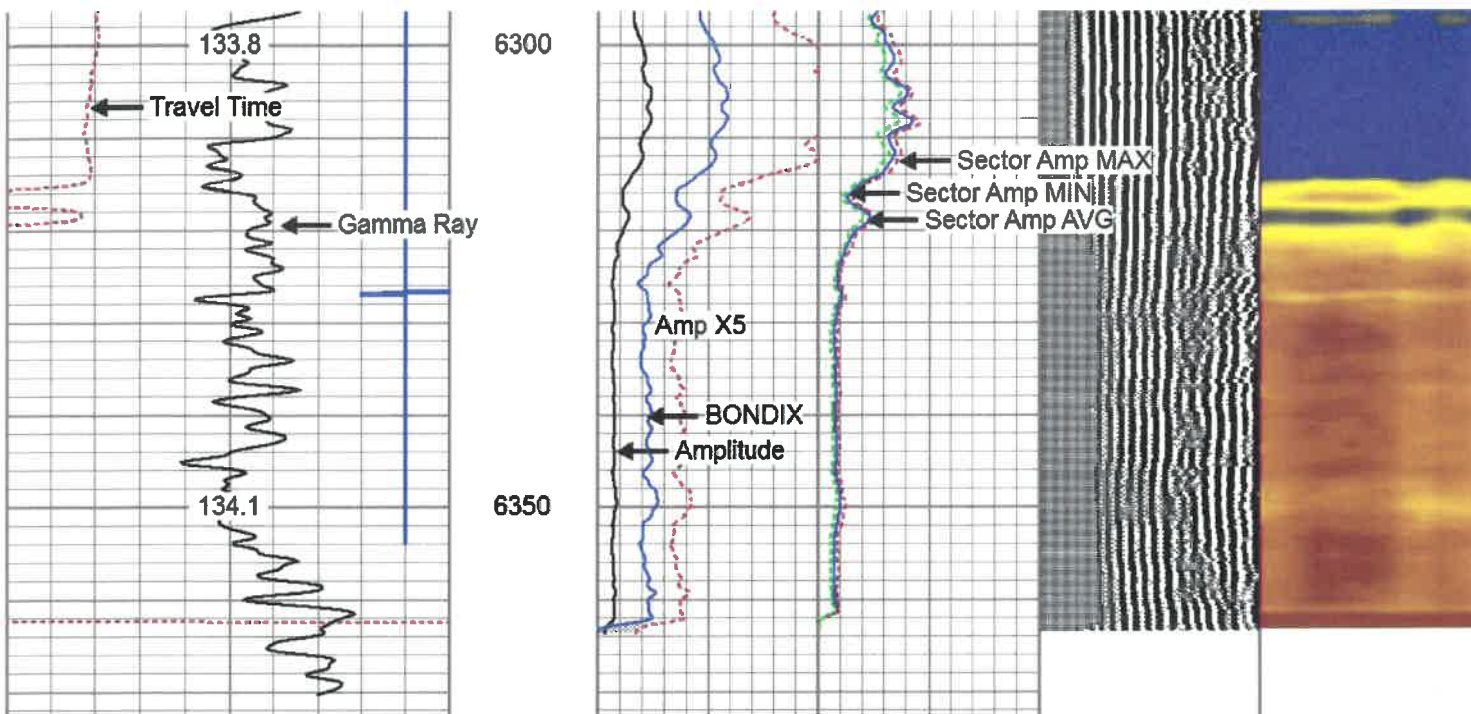 133.8
6300
Travel Time
Sector Amp MAX
Sector Amp MIN
Gamma Ray
Sector Amp AVG
Amp X5
BONDIX
Amplitude
134.1
6350